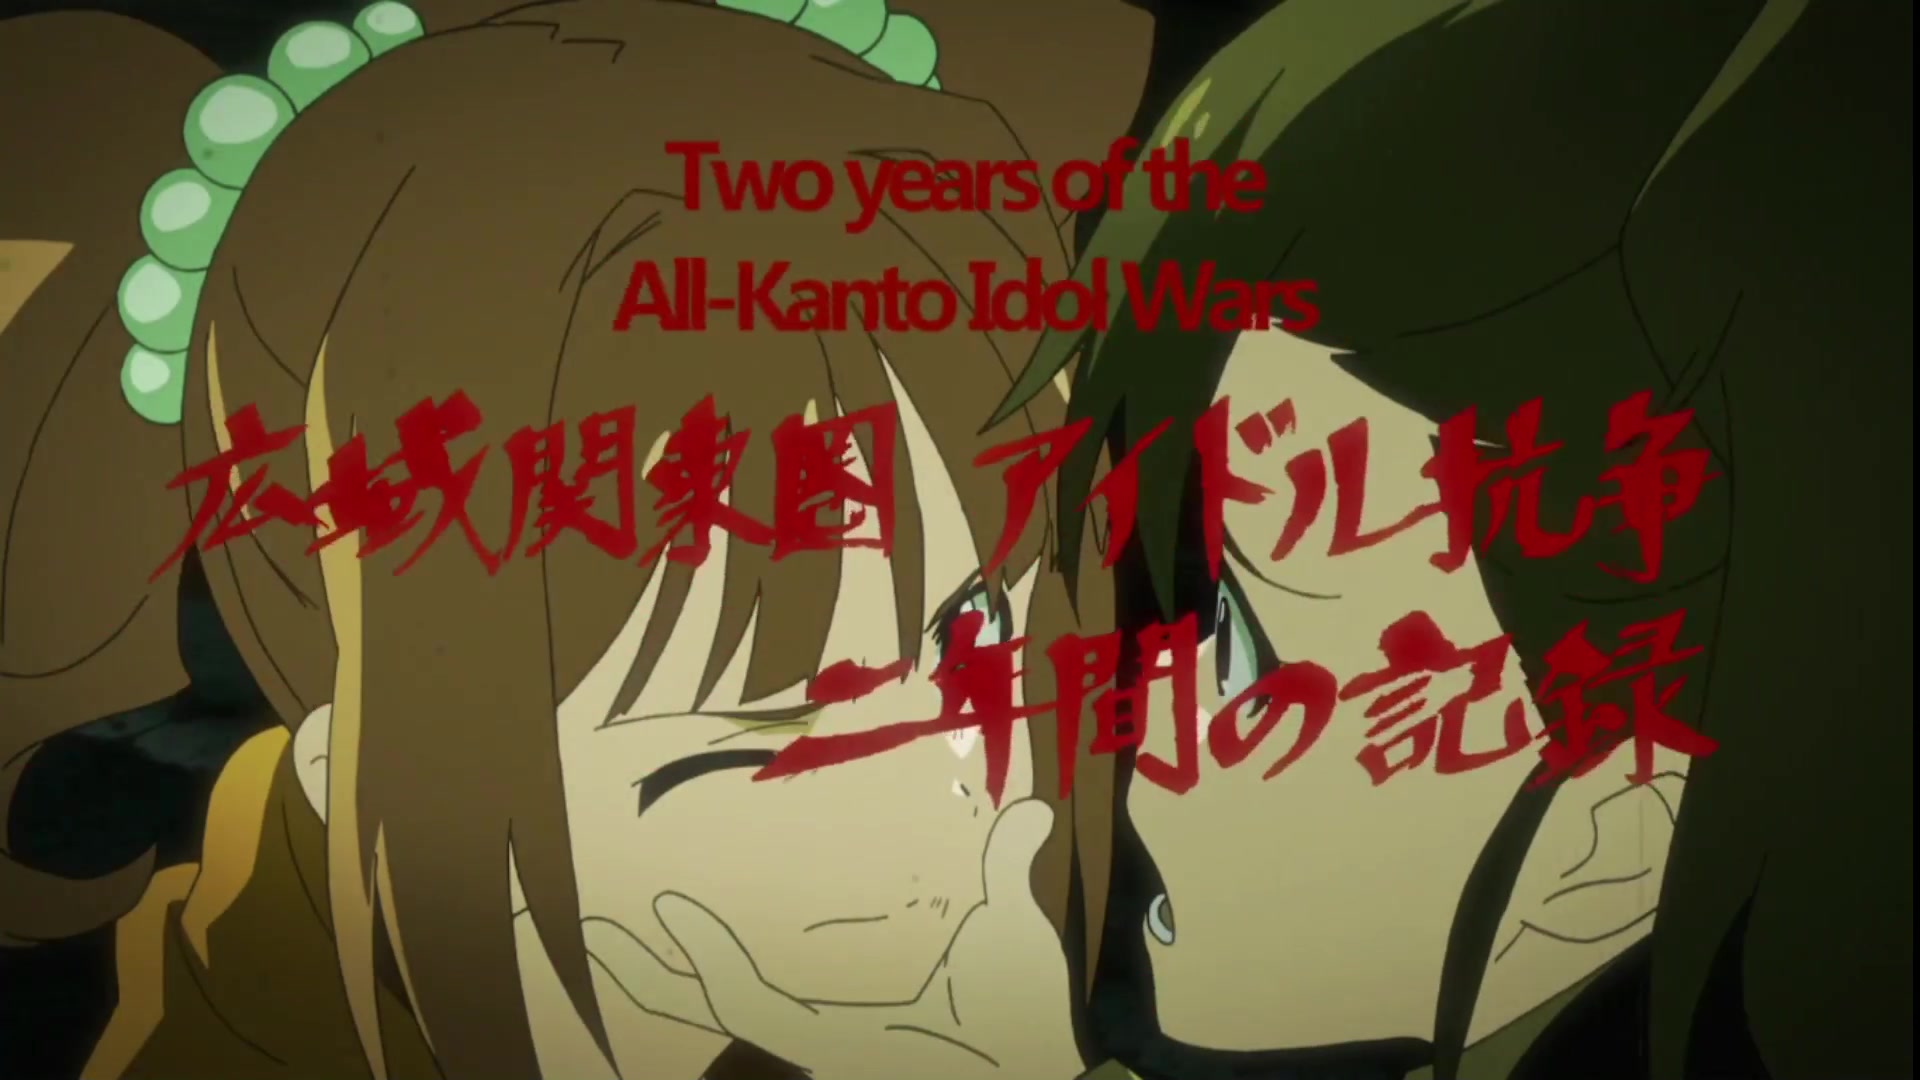 Two years of the
All-Kanto Idol Wars
広域関東圏 アイドル抗争
二年間の記録